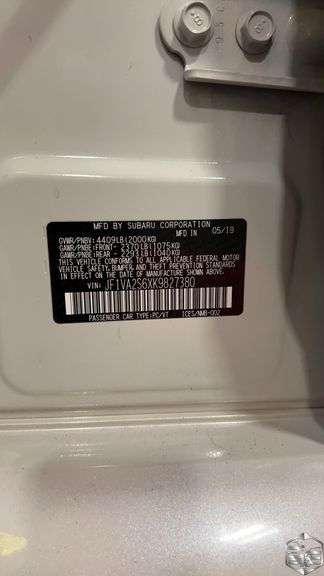 MFD BY SUBARU CORPORATION
MFD IN 05/19
GVWR/PNBV: 4409LB(2000KG)
GAWR/PNBE:FRONT- 2370LB(1075KG)
GAWR/PNBE:REAR - 2293LB(1040KG)
THIS VEHICLE CONFORMS TO ALL APPLICABLE FEDERAL MOTOR
VEHICLE SAFETY, BUMPER, AND THEFT PREVENTION STANDARDS
IN EFFECT ON THE DATE OF MANUFACTURE SHOWN ABOVE.
JF1VA2S6XK9827380
PASSENGER CAR TYPE:PC/VT ICES/NMB-002